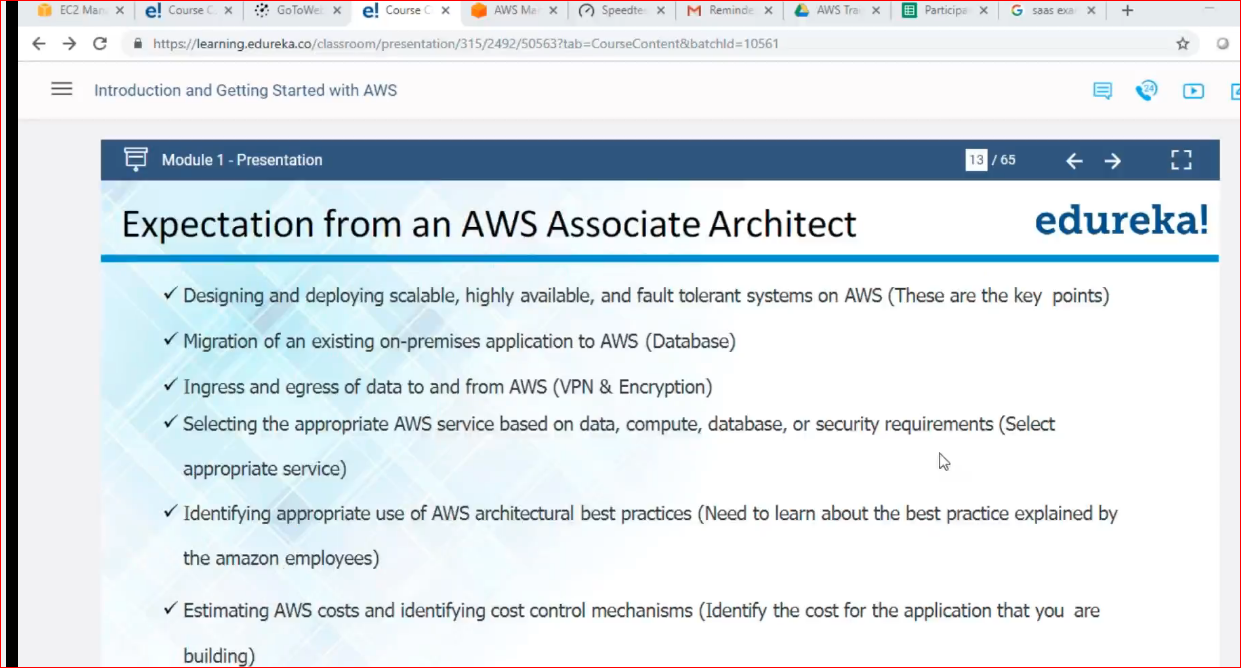 EC2 Man
Course C
GoToWe
Course C
AWS Ma
Speedte
Reminde
AWS Tra
Participa
saas exa
https://learning.edureka.co/classroom/presentation/315/2492/50563?tab=CourseContent&batchId=10561
Introduction and Getting Started with AWS
24
Module 1 - Presentation
13 / 65
Expectation from an AWS Associate Architect
edureka!
✓ Designing and deploying scalable, highly available, and fault tolerant systems on AWS (These are the key points)
✓ Migration of an existing on-premises application to AWS (Database)
✓ Ingress and egress of data to and from AWS (VPN & Encryption)
✓ Selecting the appropriate AWS service based on data, compute, database, or security requirements (Select
appropriate service)
✓ Identifying appropriate use of AWS architectural best practices (Need to learn about the best practice explained by
the amazon employees)
✓ Estimating AWS costs and identifying cost control mechanisms (Identify the cost for the application that you are
building)